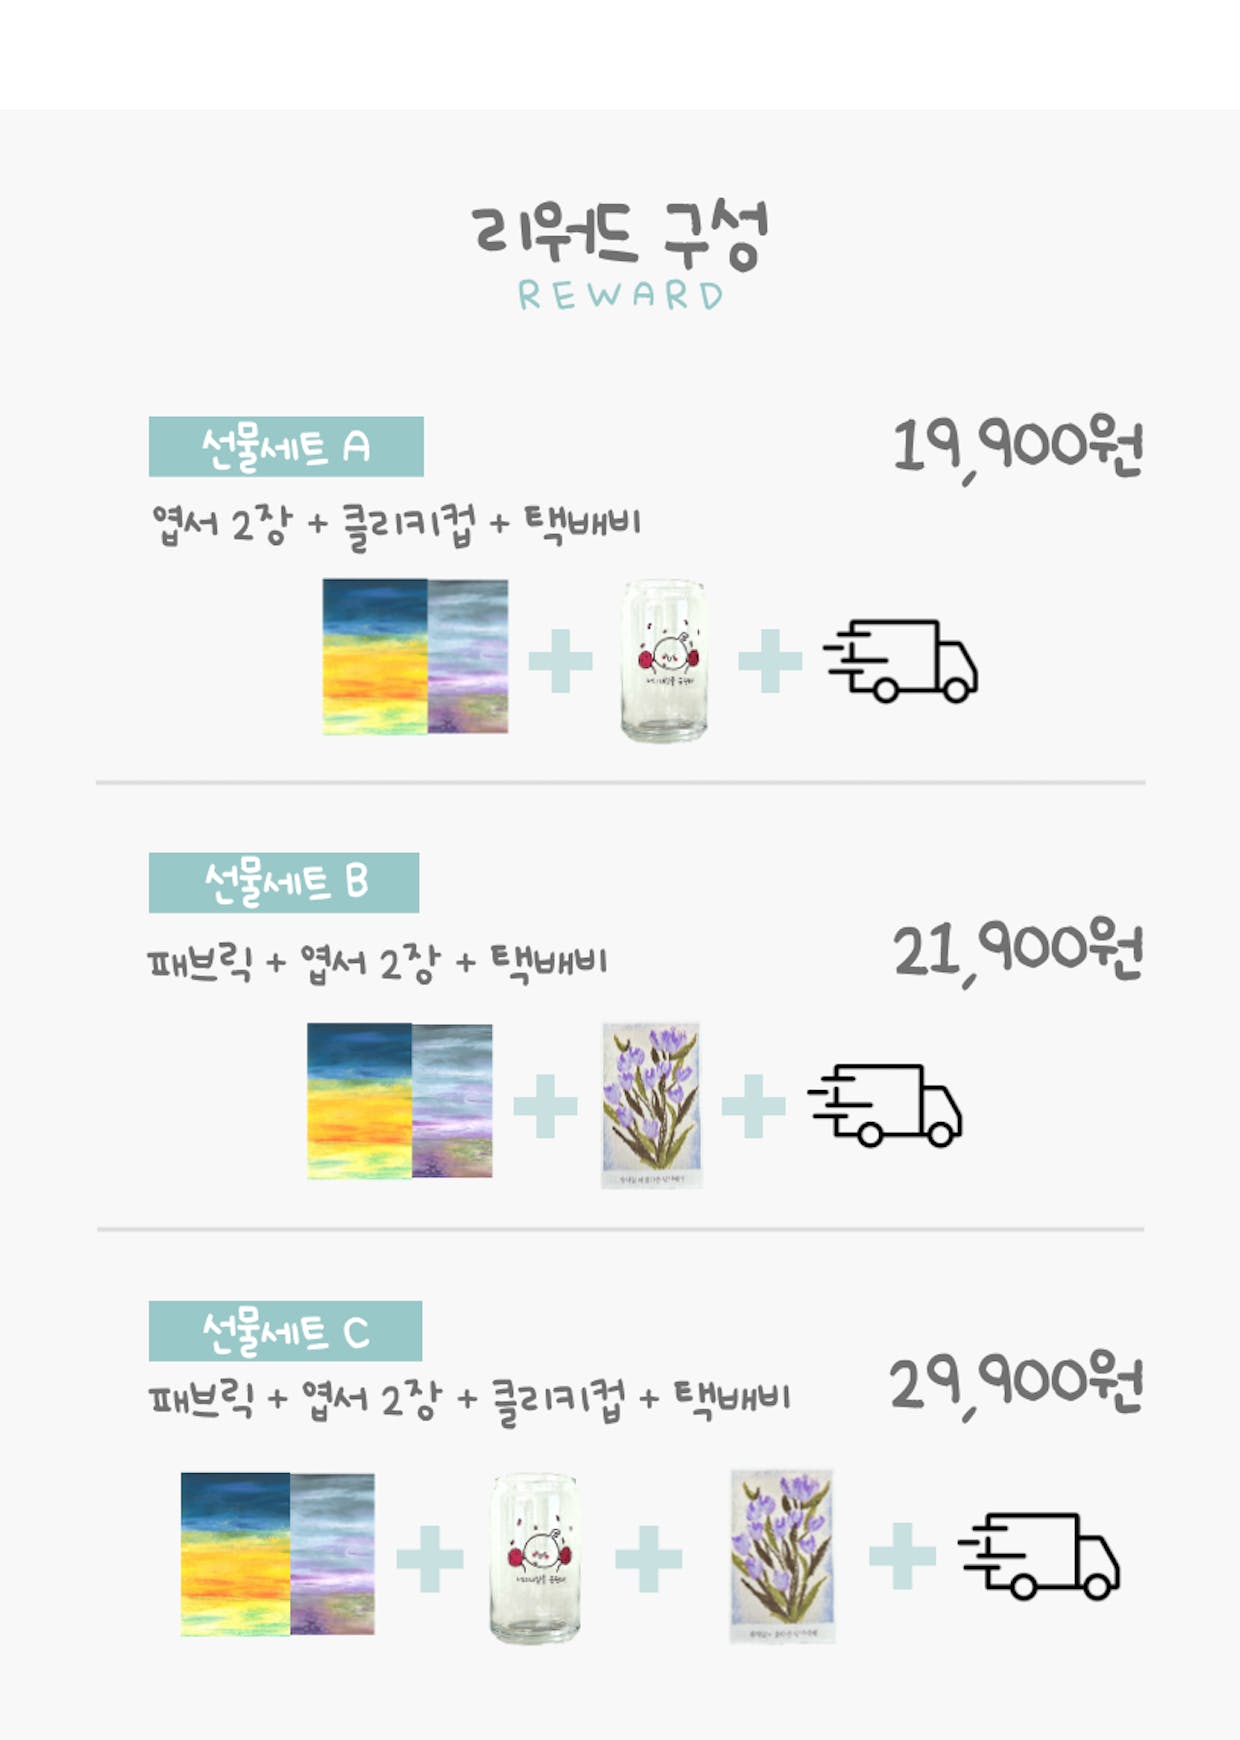 리워드 구성
REWARD
선물세트 A
19,900원
엽서 2장 + 클리키컵 + 택배비
선물세트 B
패브릭 + 엽서 2장 + 택배비
21,900원
선물세트 C
패브릭 + 엽서 2장 + 클리키컵 + 택배비
29,900원